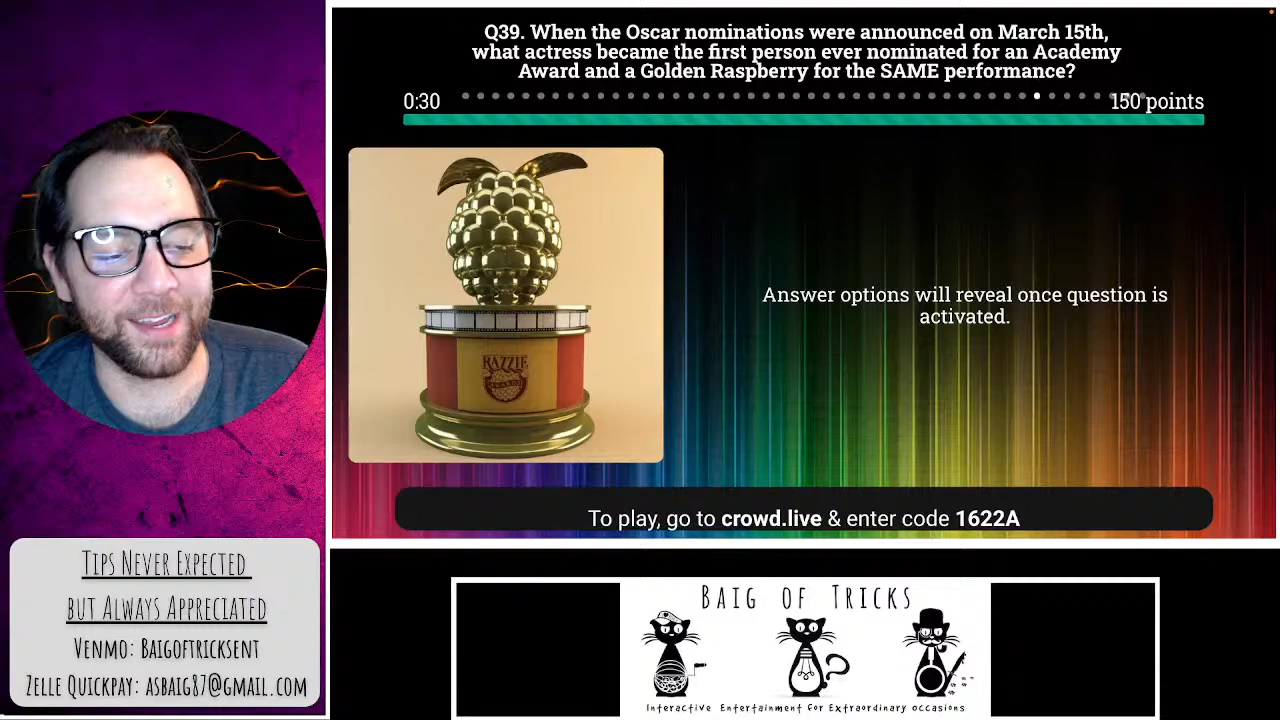 Q39. When the Oscar nominations were announced on March 15th,
what actress became the first person ever nominated for an Academy
Award and a Golden Raspberry for the SAME performance?
0:30
150 points
RAZZIE
Answer options will reveal once question is
activated.
To play, go to crowd.live & enter code 1622A
TIPS NEVER EXPECTED
BUT ALWAYS APPRECIATED
VENMO: BAIGOFTRICKSENT
ZELLE QUICKPAY: ASBAIG87@GMAIL.COM
BAIG OF TRICKS
Interactive Entertainment for Extraordinary Occasions